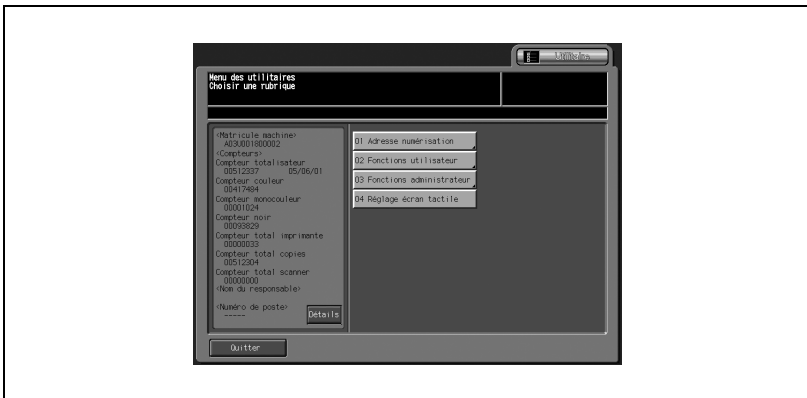 Utilitaire
Menu des utilitaires
Choisir une rubrique
<Matricule machine>
A03U001800002
<Compteurs>
Compteur totalisateur
00512337 05/06/01
Compteur couleur
00417484
Compteur monocouleur
00001024
Compteur noir
00093829
Compteur total imprimante
00000033
Compteur total copies
00512304
Compteur total scanner
00000000
<Nom du responsable>
<Numéro de poste>
-----
Détails
01 Adresse numérisation
02 Fonctions utilisateur
03 Fonctions administrateur
04 Réglage écran tactile
Quitter